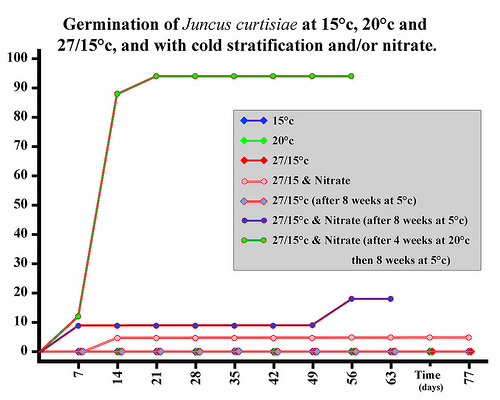 Germination of Juncus curtisiae at 15°c, 20°c and
27/15°c, and with cold stratification and/or nitrate.
100
90
80
70
60
50
40
30
20
10
0
15°c
20°c
27/15°c
27/15 & Nitrate
27/15°c (after 8 weeks at 5°c)
27/15°c & Nitrate (after 8 weeks at 5°c)
27/15°c & Nitrate (after 4 weeks at 20°c
then 8 weeks at 5°c)
7 14 21 28 35 42 49 56 63 Time 77
(days)